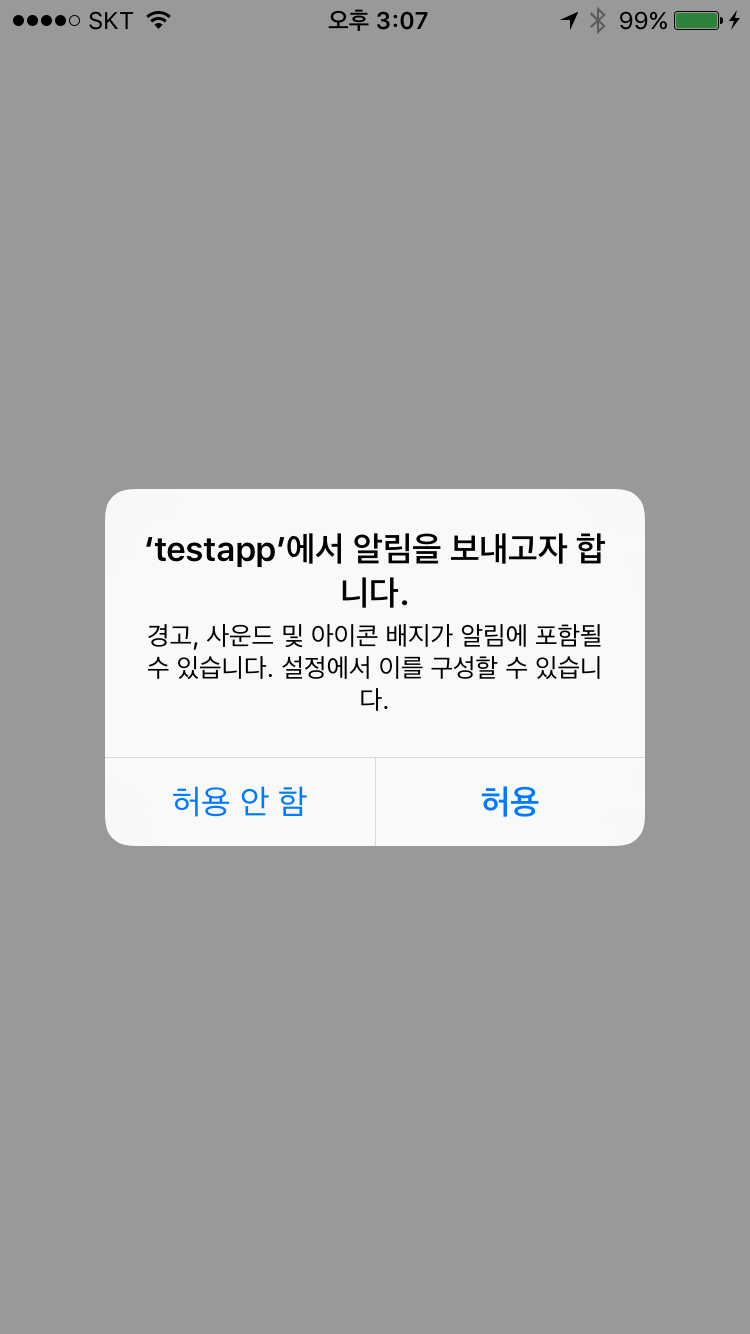 SKT 오후 3:07 99%
‘testapp’에서 알림을 보내고자 합
니다.
경고, 사운드 및 아이콘 배지가 알림에 포함될
수 있습니다. 설정에서 이를 구성할 수 있습니
다.
허용 안 함 허용